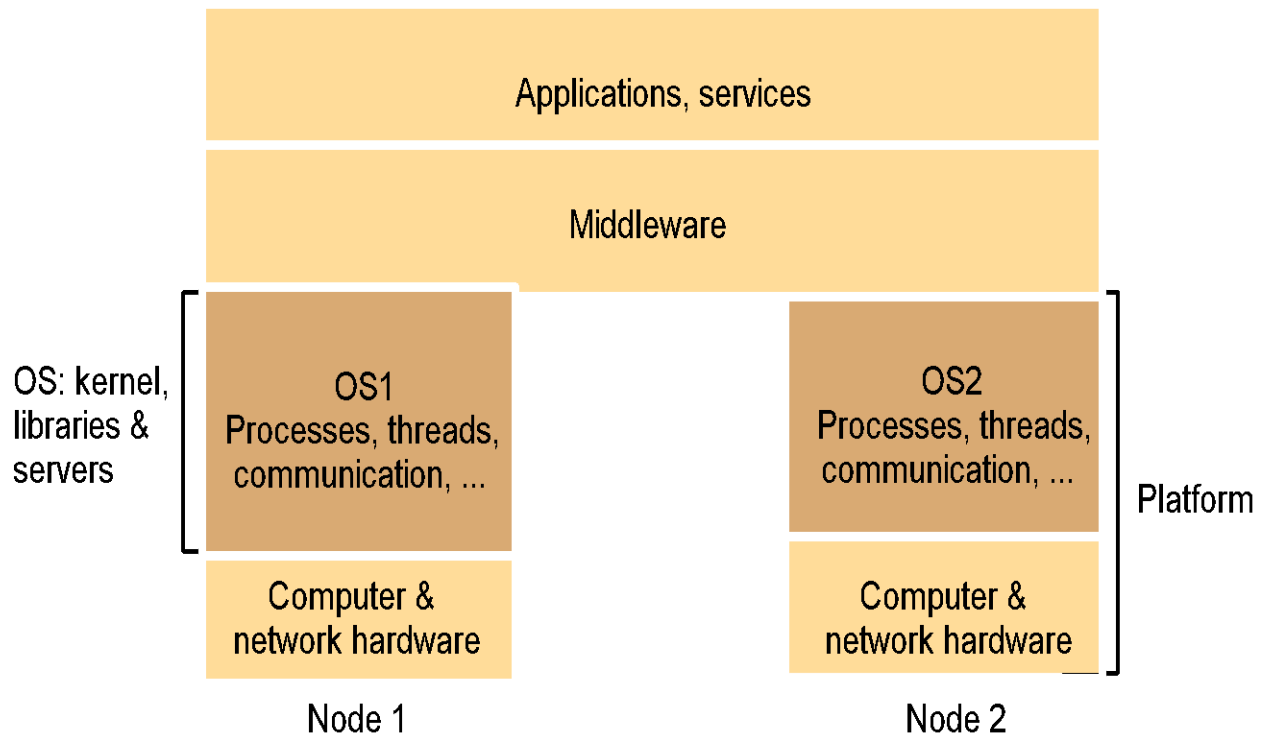 Applications, services
Middleware
OS: kernel,
libraries &
servers
OS1
Processes, threads,
communication, ...
OS2
Processes, threads,
communication, ...
Platform
Computer &
network hardware
Computer &
network hardware
Node 1
Node 2